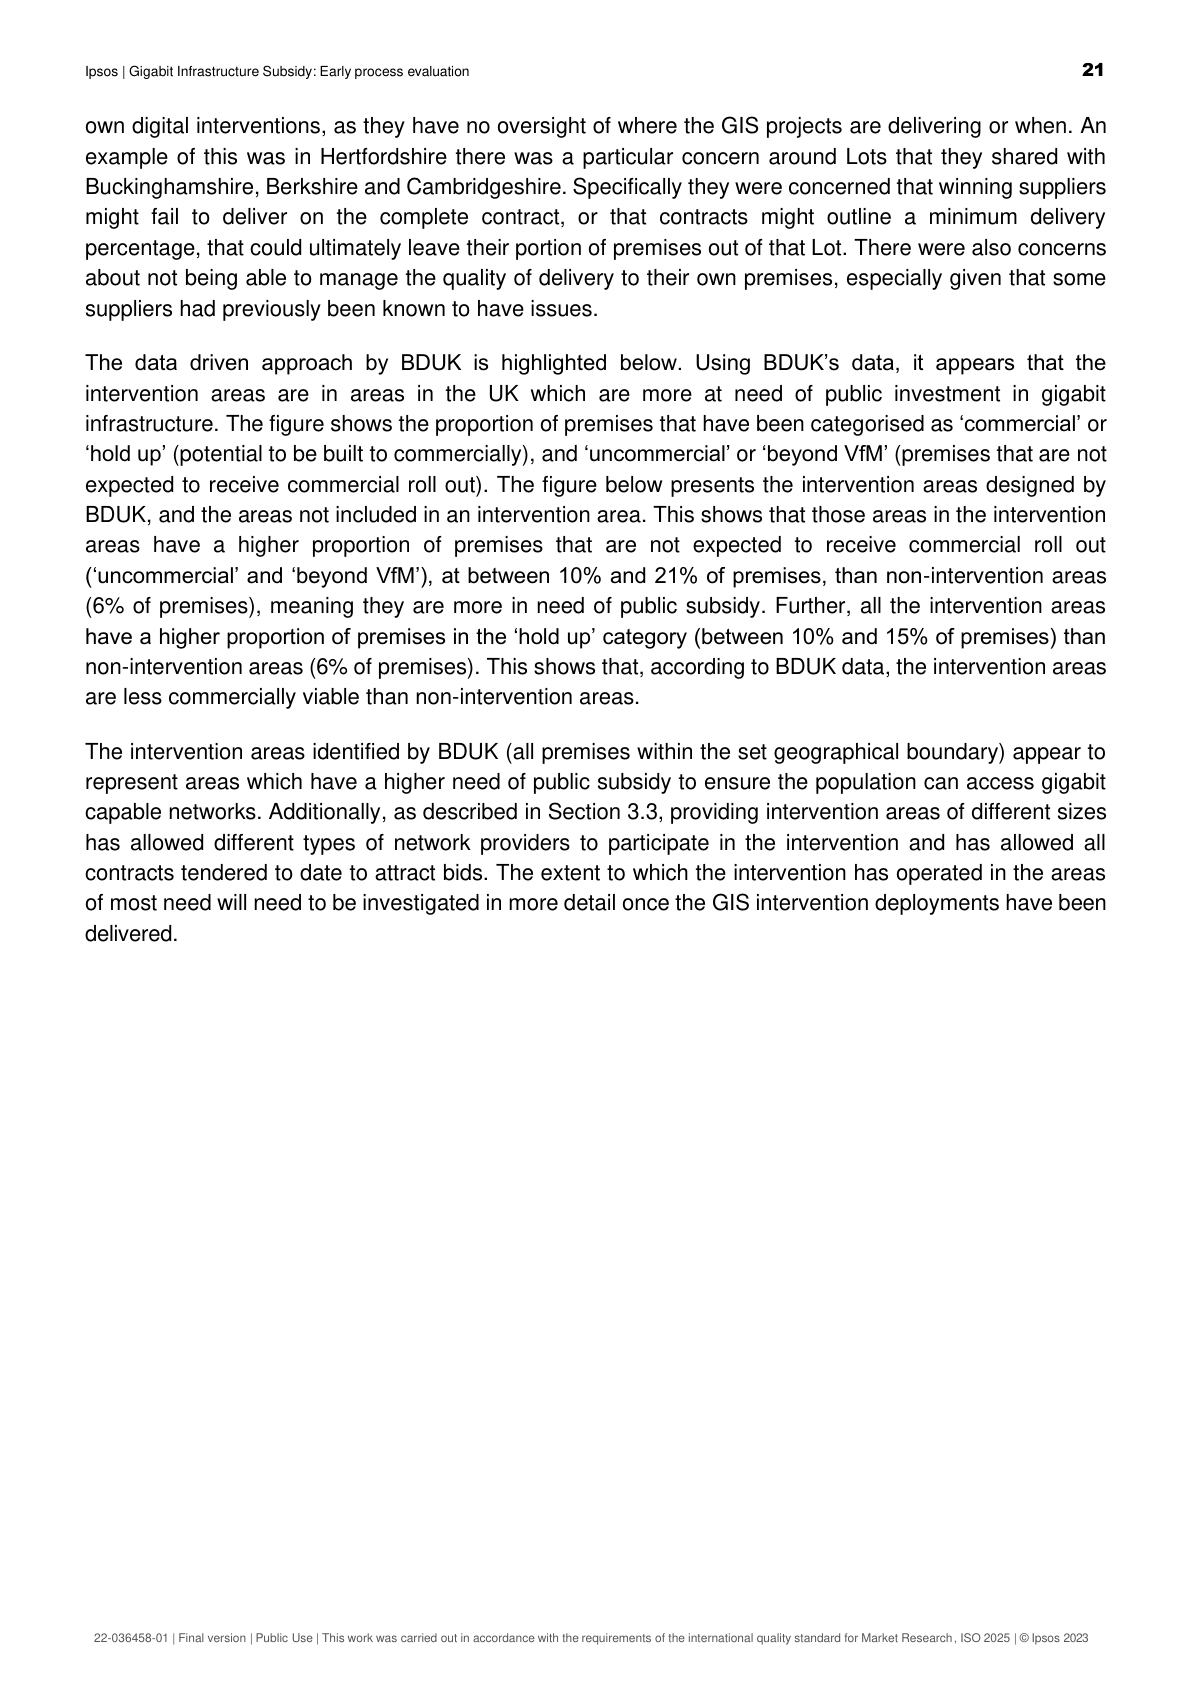 Ipsos | Gigabit Infrastructure Subsidy: Early process evaluation 21
own digital interventions, as they have no oversight of where the GIS projects are delivering or when. An
example of this was in Hertfordshire there was a particular concern around Lots that they shared with
Buckinghamshire, Berkshire and Cambridgeshire. Specifically they were concerned that winning suppliers
might fail to deliver on the complete contract, or that contracts might outline a minimum delivery
percentage, that could ultimately leave their portion of premises out of that Lot. There were also concerns
about not being able to manage the quality of delivery to their own premises, especially given that some
suppliers had previously been known to have issues.
The data driven approach by BDUK is highlighted below. Using BDUK’s data, it appears that the
intervention areas are in areas in the UK which are more at need of public investment in gigabit
infrastructure. The figure shows the proportion of premises that have been categorised as ‘commercial’ or
‘hold up’ (potential to be built to commercially), and ‘uncommercial’ or ‘beyond VfM’ (premises that are not
expected to receive commercial roll out). The figure below presents the intervention areas designed by
BDUK, and the areas not included in an intervention area. This shows that those areas in the intervention
areas have a higher proportion of premises that are not expected to receive commercial roll out
(‘uncommercial’ and ‘beyond VfM’), at between 10% and 21% of premises, than non-intervention areas
(6% of premises), meaning they are more in need of public subsidy. Further, all the intervention areas
have a higher proportion of premises in the ‘hold up’ category (between 10% and 15% of premises) than
non-intervention areas (6% of premises). This shows that, according to BDUK data, the intervention areas
are less commercially viable than non-intervention areas.
The intervention areas identified by BDUK (all premises within the set geographical boundary) appear to
represent areas which have a higher need of public subsidy to ensure the population can access gigabit
capable networks. Additionally, as described in Section 3.3, providing intervention areas of different sizes
has allowed different types of network providers to participate in the intervention and has allowed all
contracts tendered to date to attract bids. The extent to which the intervention has operated in the areas
of most need will need to be investigated in more detail once the GIS intervention deployments have been
delivered.
22-036458-01 | Final version | Public Use | This work was carried out in accordance with the requirements of the international quality standard for Market Research, ISO 2025 | © Ipsos 2023